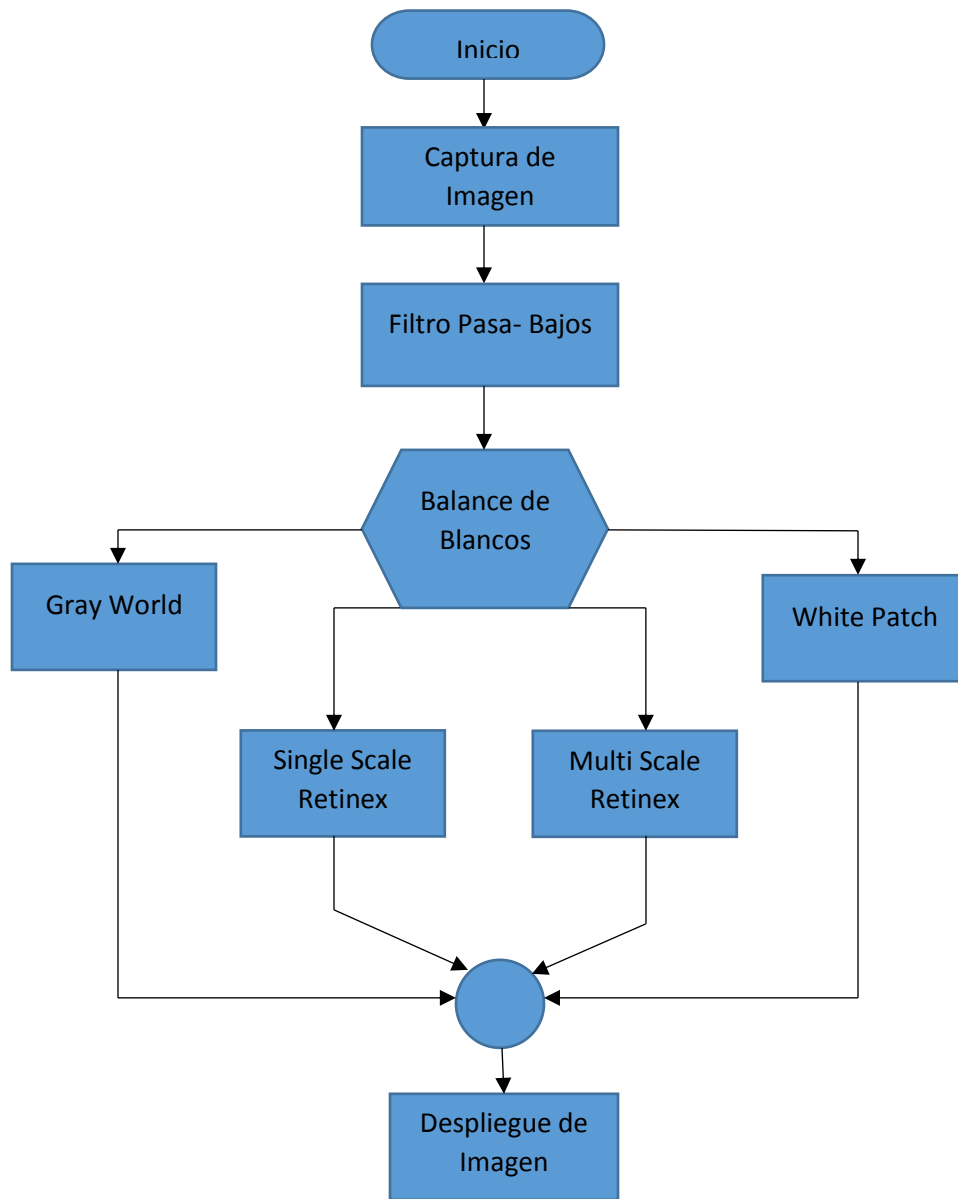 Inicio
Captura de
Imagen
Filtro Pasa- Bajos
Balance de
Blancos
Gray World
White Patch
Single Scale
Retinex
Multi Scale
Retinex
Despliegue de
Imagen